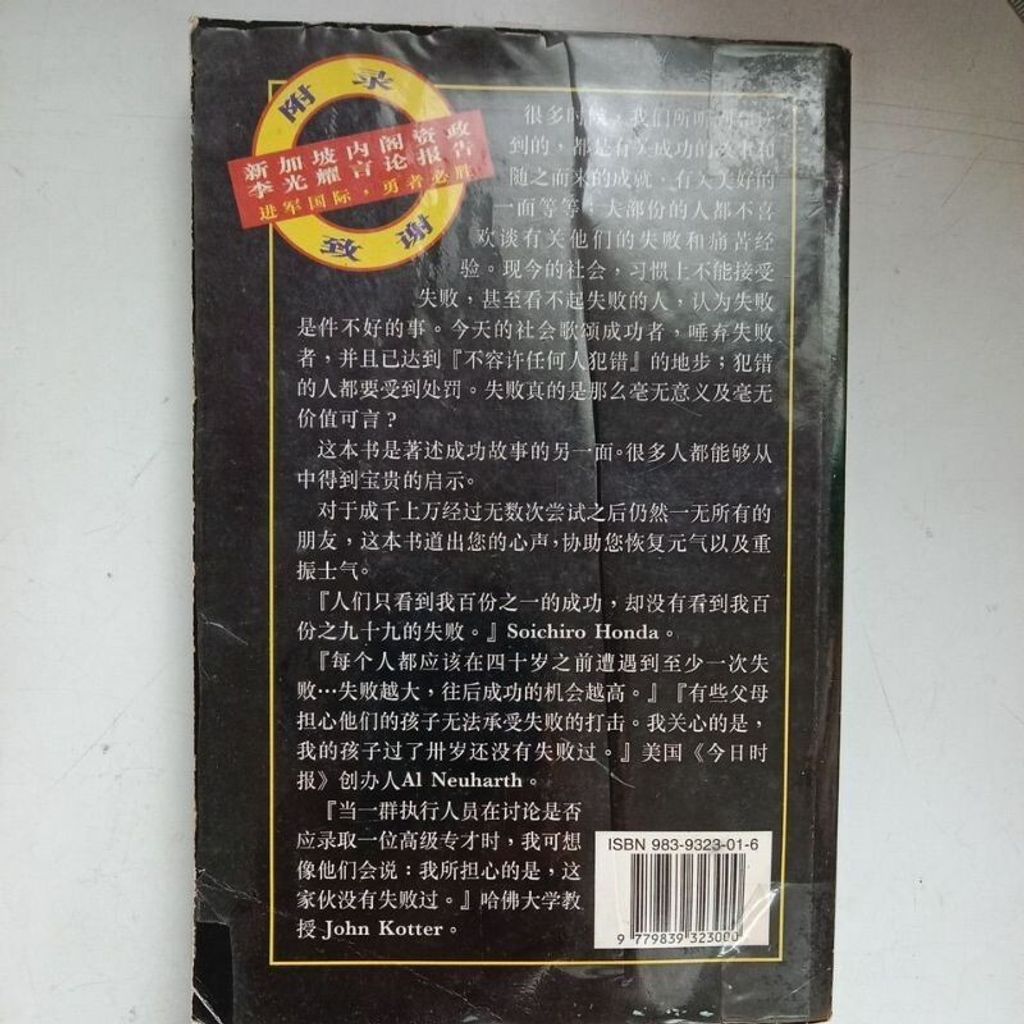 附录
新加坡内阁资政
李光耀言论报告
进军国际，勇者必胜
致谢
很多时候，我们所听
到的，都是有关成功的故事和
随之而来的成就，有关美好的
一面等等；大部份的人都不喜
欢谈有关他们的失败和痛苦经
验。现今的社会，习惯上不能接受
失败，甚至看不起失败的人，认为失败
是件不好的事。今天的社会歌颂成功者，唾弃失败
者，并且已达到『不容许任何人犯错』的地步；犯错
的人都要受到处罚。失败真的是那么毫无意义及毫无
价值可言？
这本书是著述成功故事的另一面。很多人都能够从
中得到宝贵的启示。
对于成千上万经过无数次尝试之后仍然一无所有的
朋友，这本书道出您的心声，协助您恢复元气以及重
振士气。
『人们只看到我百份之一的成功，却没有看到我百
份之九十九的失败。』Soichiro Honda。
『每个人都应该在四十岁之前遭遇到至少一次失
败…失败越大，往后成功的机会越高。』『有些父母
担心他们的孩子无法承受失败的打击。我关心的是，
我的孩子过了卅岁还没有失败过。』美国《今日时
报》创办人Al Neuharth。
『当一群执行人员在讨论是否
应录取一位高级专才时，我可想
像他们会说：我所担心的是，这
家伙没有失败过。』哈佛大学教
授 John Kotter。
ISBN 983-9323-01-6
9 779839 323000